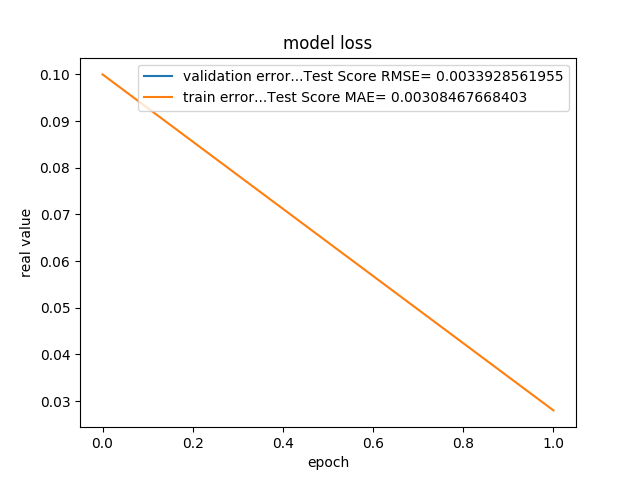 model loss
validation error...Test Score RMSE= 0.0033928561955
train error...Test Score MAE= 0.00308467668403
0.10
0.09
0.08
0.07
0.06
0.05
0.04
0.03
real value
0.0 0.2 0.4 0.6 0.8 1.0
epoch